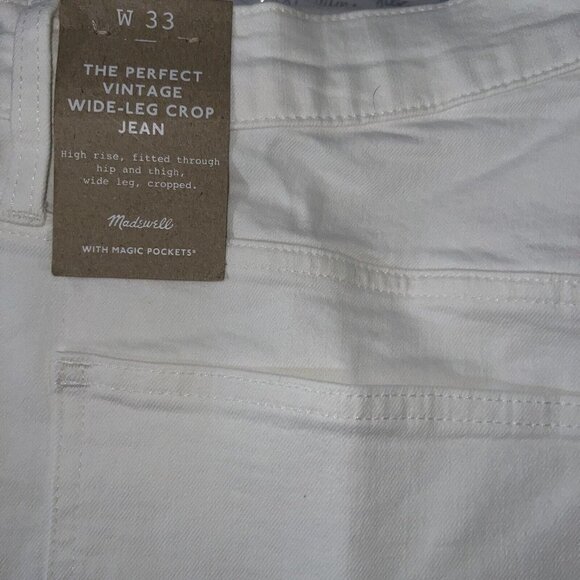 W 33
THE PERFECT
VINTAGE
WIDE-LEG CROP
JEAN
High rise, fitted through
hip and thigh,
wide leg, cropped.
Madewell
WITH MAGIC POCKETS®